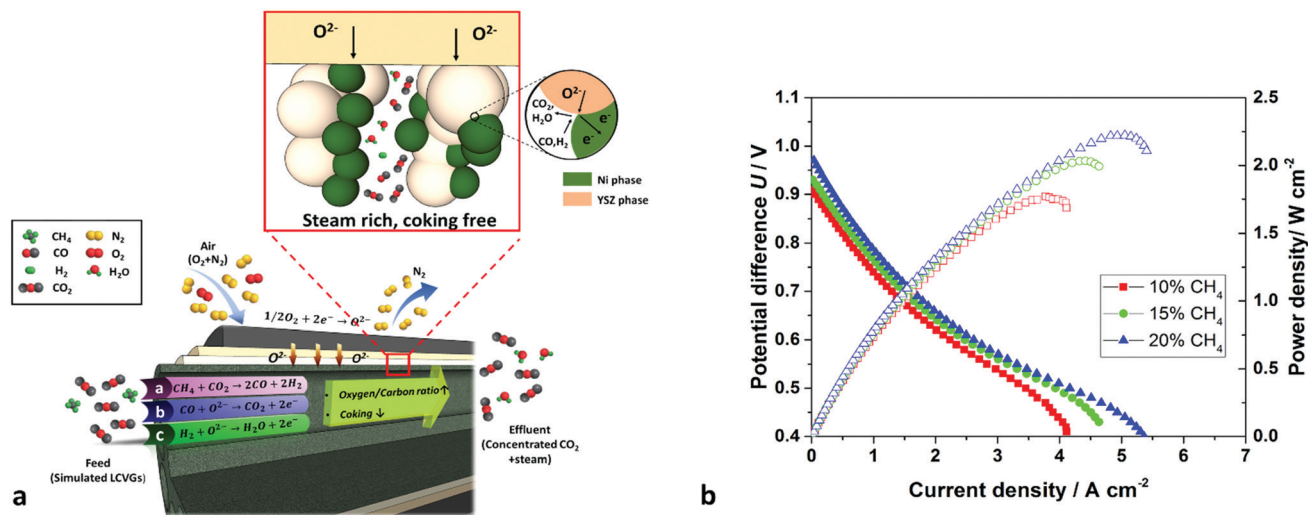 O²⁻ O²⁻
O²⁻
CO₂,
H₂O
e⁻
CO,H₂
e⁻
Ni phase
YSZ phase
Steam rich, coking free
CH₄ N₂
CO O₂
H₂ H₂O
CO₂
Air
(O₂+N₂)
N₂
1/2O₂ + 2e⁻ → O²⁻
O²⁻ O²⁻
a CH₄ + CO₂ → 2CO + 2H₂
b CO + O²⁻ → CO₂ + 2e⁻
c H₂ + O²⁻ → H₂O + 2e⁻
• Oxygen/Carbon ratio↑
• Coking ↓
Feed
(Simulated LCVGs)
Effluent
(Concentrated CO₂
+steam)
a
Potential difference U / V
1.1
1.0
0.9
0.8
0.7
0.6
0.5
0.4
0 1 2 3 4 5 6 7
Current density / A cm⁻²
10% CH₄
15% CH₄
20% CH₄
2.5
2.0
1.5
1.0
0.5
0.0
Power density/ W cm⁻²
b